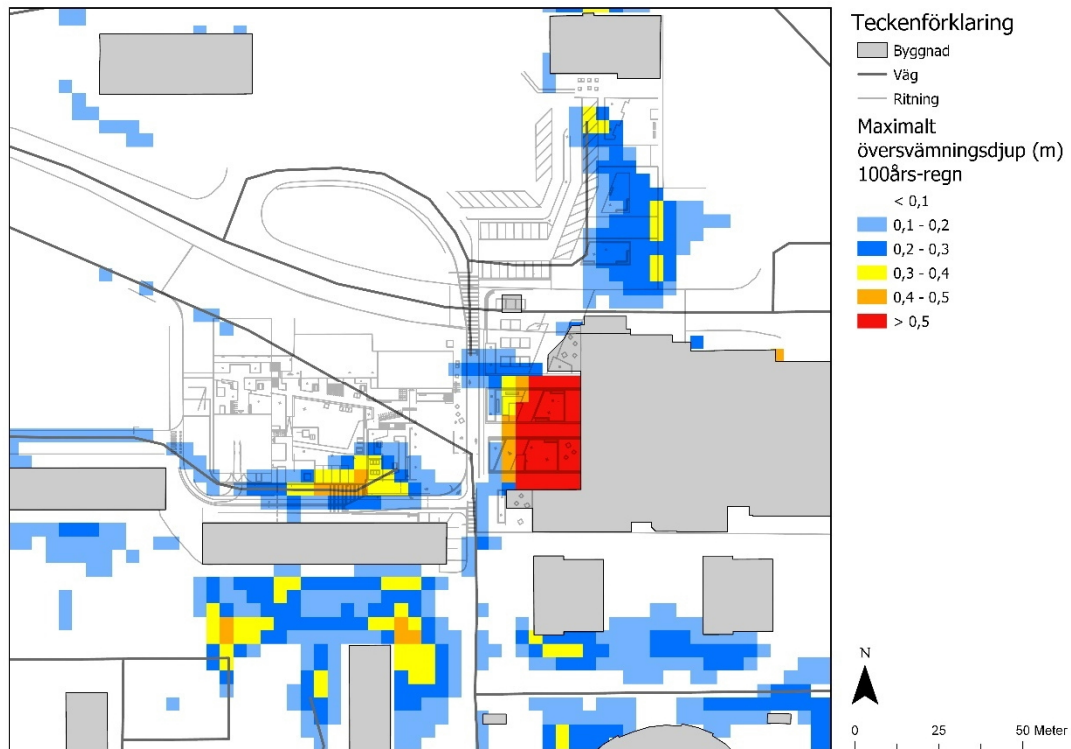 Teckenförklaring
Byggnad
Väg
Ritning
Maximalt
översvämningsdjup (m)
100års-regn
< 0,1
0,1 - 0,2
0,2 - 0,3
0,3 - 0,4
0,4 - 0,5
> 0,5
N
0 25 50 Meter